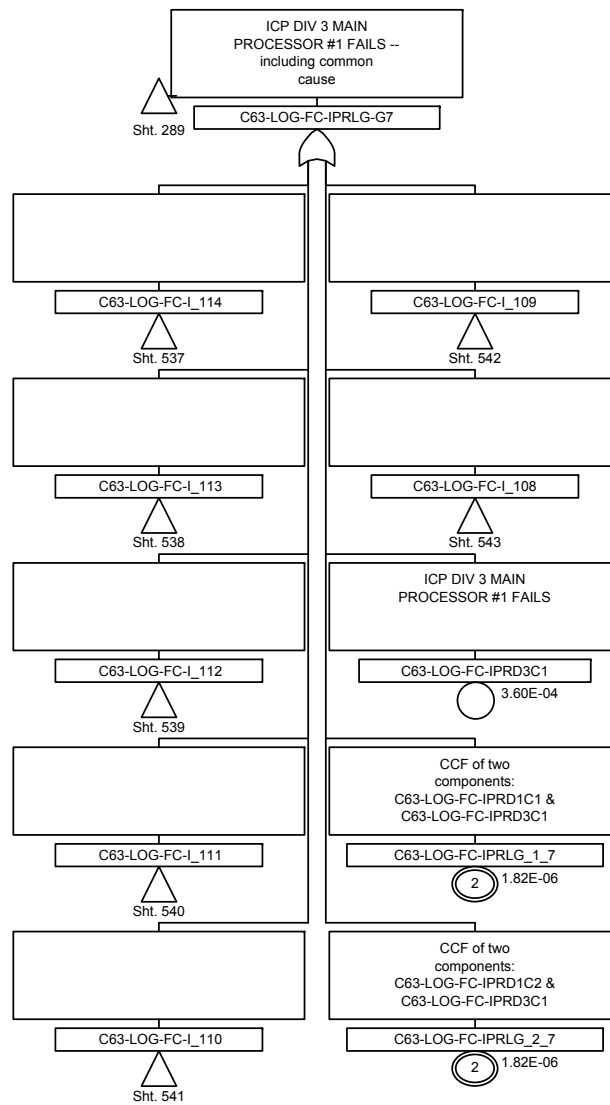 ICP DIV 3 MAIN
PROCESSOR #1 FAILS --
including common
cause
C63-LOG-FC-IPRLG-G7
Sht. 289
C63-LOG-FC-I_114
Sht. 537
C63-LOG-FC-I_109
Sht. 542
C63-LOG-FC-I_113
Sht. 538
C63-LOG-FC-I_108
Sht. 543
C63-LOG-FC-I_112
Sht. 539
ICP DIV 3 MAIN
PROCESSOR #1 FAILS
C63-LOG-FC-IPRD3C1
3.60E-04
C63-LOG-FC-I_111
Sht. 540
CCF of two
components:
C63-LOG-FC-IPRD1C1 &
C63-LOG-FC-IPRD3C1
C63-LOG-FC-IPRLG_1_7
2
1.82E-06
C63-LOG-FC-I_110
Sht. 541
CCF of two
components:
C63-LOG-FC-IPRD1C2 &
C63-LOG-FC-IPRD3C1
C63-LOG-FC-IPRLG_2_7
2
1.82E-06